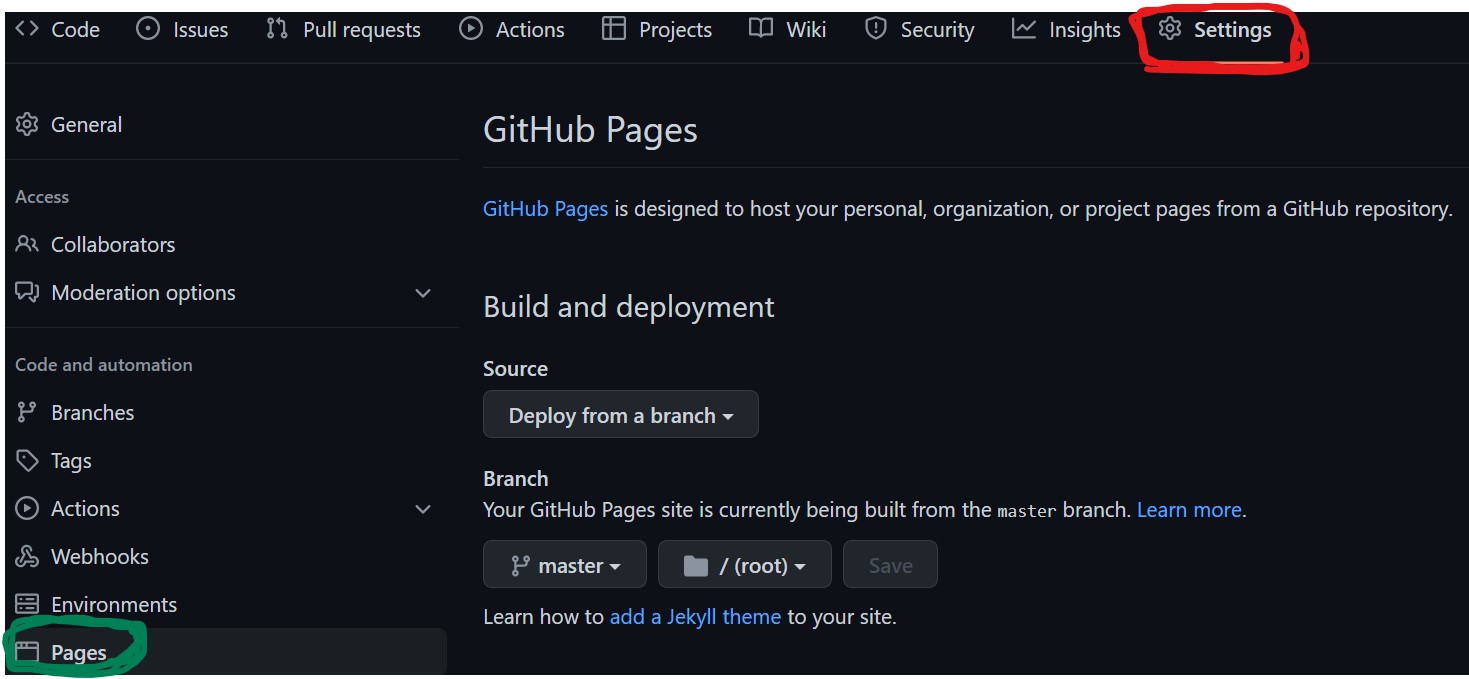 Code Issues Pull requests Actions Projects Wiki Security Insights Settings
General
Access
Collaborators
Moderation options
Code and automation
Branches
Tags
Actions
Webhooks
Environments
Pages
GitHub Pages
GitHub Pages is designed to host your personal, organization, or project pages from a GitHub repository.
Build and deployment
Source
Deploy from a branch
Branch
Your GitHub Pages site is currently being built from the master branch. Learn more.
master / (root) Save
Learn how to add a Jekyll theme to your site.